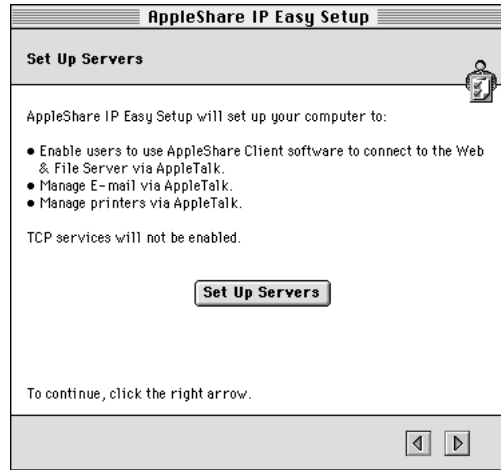 AppleShare IP Easy Setup
Set Up Servers
AppleShare IP Easy Setup will set up your computer to:
● Enable users to use AppleShare Client software to connect to the Web
& File Server via AppleTalk.
● Manage E-mail via AppleTalk.
● Manage printers via AppleTalk.
TCP services will not be enabled.
Set Up Servers
To continue, click the right arrow.